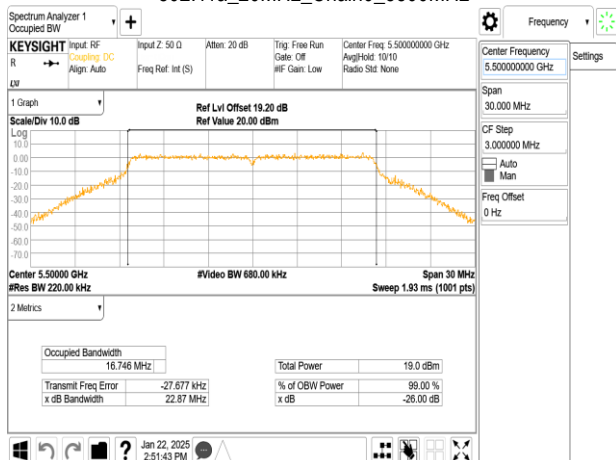 Spectrum Analyzer 1
Occupied BW
Frequency
KEYSIGHT
R
LXI
Input: RF
Coupling: DC
Align: Auto
Input Z: 50 Ω
Freq Ref: Int (S)
Atten: 20 dB
Trig: Free Run
Gate: Off
#IF Gain: Low
Center Freq: 5.500000000 GHz
Avg|Hold: 10/10
Radio Std: None
Center Frequency
5.500000000 GHz
Settings
Span
30.000 MHz
CF Step
3.000000 MHz
Auto
Man
Freq Offset
0 Hz
1 Graph
Scale/Div 10.0 dB
Ref Lvl Offset 19.20 dB
Ref Value 20.00 dBm
Log
10.0
0.00
-10.0
-20.0
-30.0
-40.0
-50.0
-60.0
-70.0
Center 5.50000 GHz
#Video BW 680.00 kHz
Span 30 MHz
#Res BW 220.00 kHz
Sweep 1.93 ms (1001 pts)
2 Metrics
Occupied Bandwidth
16.746 MHz
Total Power 19.0 dBm
Transmit Freq Error -27.677 kHz
% of OBW Power 99.00 %
x dB Bandwidth 22.87 MHz
x dB -26.00 dB
Jan 22, 2025
2:51:43 PM